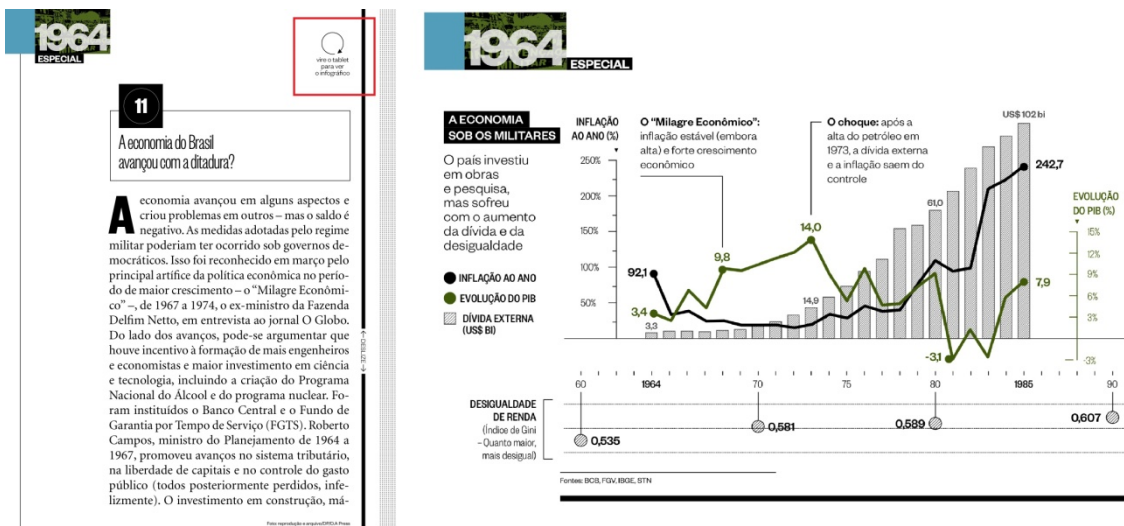 1964
ESPECIAL
vire o tablet
para ver
o infográfico
11
A economia do Brasil
avançou com a ditadura?
A economia avançou em alguns aspectos e
criou problemas em outros – mas o saldo é
negativo. As medidas adotadas pelo regime
militar poderiam ter ocorrido sob governos de-
mocráticos. Isso foi reconhecido em março pelo
principal artífice da política econômica no perío-
do de maior crescimento – o “Milagre Econômi-
co” –, de 1967 a 1974, o ex-ministro da Fazenda
Delfim Netto, em entrevista ao jornal O Globo.
Do lado dos avanços, pode-se argumentar que
houve incentivo à formação de mais engenheiros
e economistas e maior investimento em ciência
e tecnologia, incluindo a criação do Programa
Nacional do Álcool e do programa nuclear. Fo-
ram instituídos o Banco Central e o Fundo de
Garantia por Tempo de Serviço (FGTS). Roberto
Campos, ministro do Planejamento de 1964 a
1967, promoveu avanços no sistema tributário,
na liberdade de capitais e no controle do gasto
público (todos posteriormente perdidos, infe-
lizmente). O investimento em construção, má-
DESLIZE
Foto: reprodução e arquivo/DP/D.A Press
1964
ESPECIAL
A ECONOMIA
SOB OS MILITARES
O país investiu
em obras
e pesquisa,
mas sofreu
com o aumento
da dívida e da
desigualdade
INFLAÇÃO AO ANO
EVOLUÇÃO DO PIB
DÍVIDA EXTERNA
(US$ BI)
INFLAÇÃO
AO ANO (%)
250%
200%
150%
100%
50%
O “Milagre Econômico”:
inflação estável (embora
alta) e forte crescimento
econômico
O choque: após a
alta do petróleo em
1973, a dívida externa
e a inflação saem do
controle
US$ 102 bi
242,7
EVOLUÇÃO
DO PIB (%)
15%
12%
9%
6%
3%
-3%
92,1
3,4
3,3
9,8
14,0
14,9
61,0
-3,1
7,9
60
1964
70
75
80
1985
90
DESIGUALDADE
DE RENDA
(Índice de Gini
– Quanto maior,
mais desigual)
0,535
0,581
0,589
0,607
Fontes: BCB, FGV, IBGE, STN